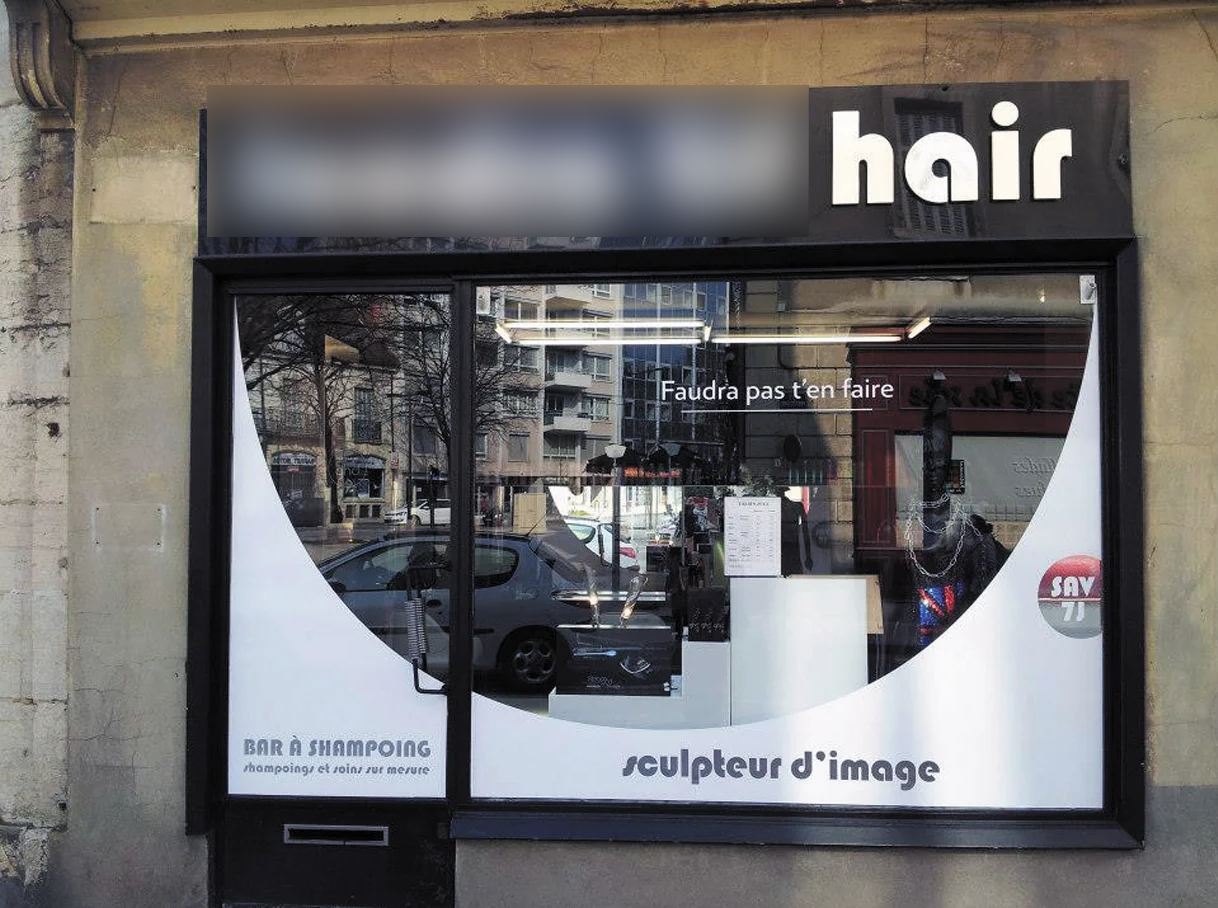 hair
Faudra pas t'en faire
SAV
7J
BAR À SHAMPOING
shampoings et soins sur mesure
sculpteur d'image